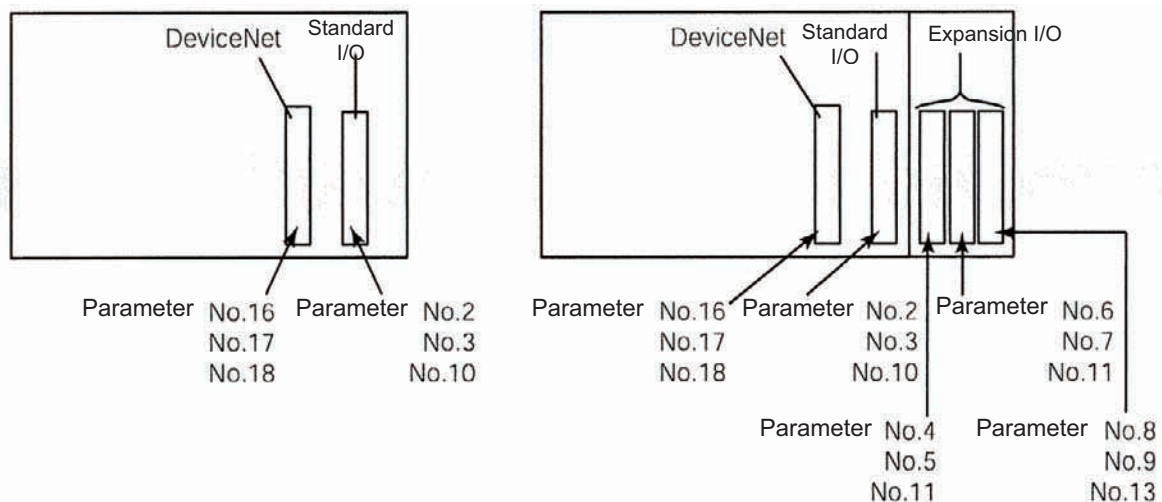 DeviceNet
Standard
I/O
Parameter No.16
No.17
No.18
Parameter No.2
No.3
No.10
DeviceNet
Standard
I/O
Expansion I/O
Parameter No.16
No.17
No.18
Parameter No.2
No.3
No.10
Parameter No.6
No.7
No.11
Parameter No.4
No.5
No.11
Parameter No.8
No.9
No.13